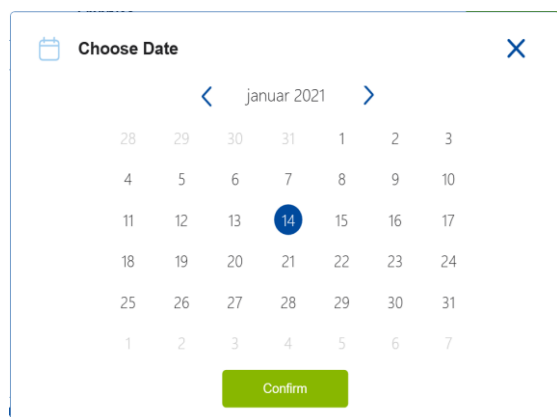 Choose Date
januar 2021
28 29 30 31 1 2 3
4 5 6 7 8 9 10
11 12 13 14 15 16 17
18 19 20 21 22 23 24
25 26 27 28 29 30 31
1 2 3 4 5 6 7
Confirm